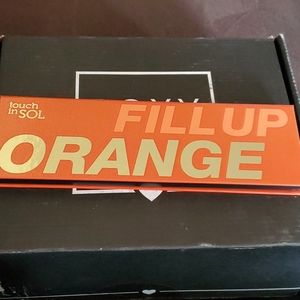 touch
in SOL
FILL UP
ORANGE